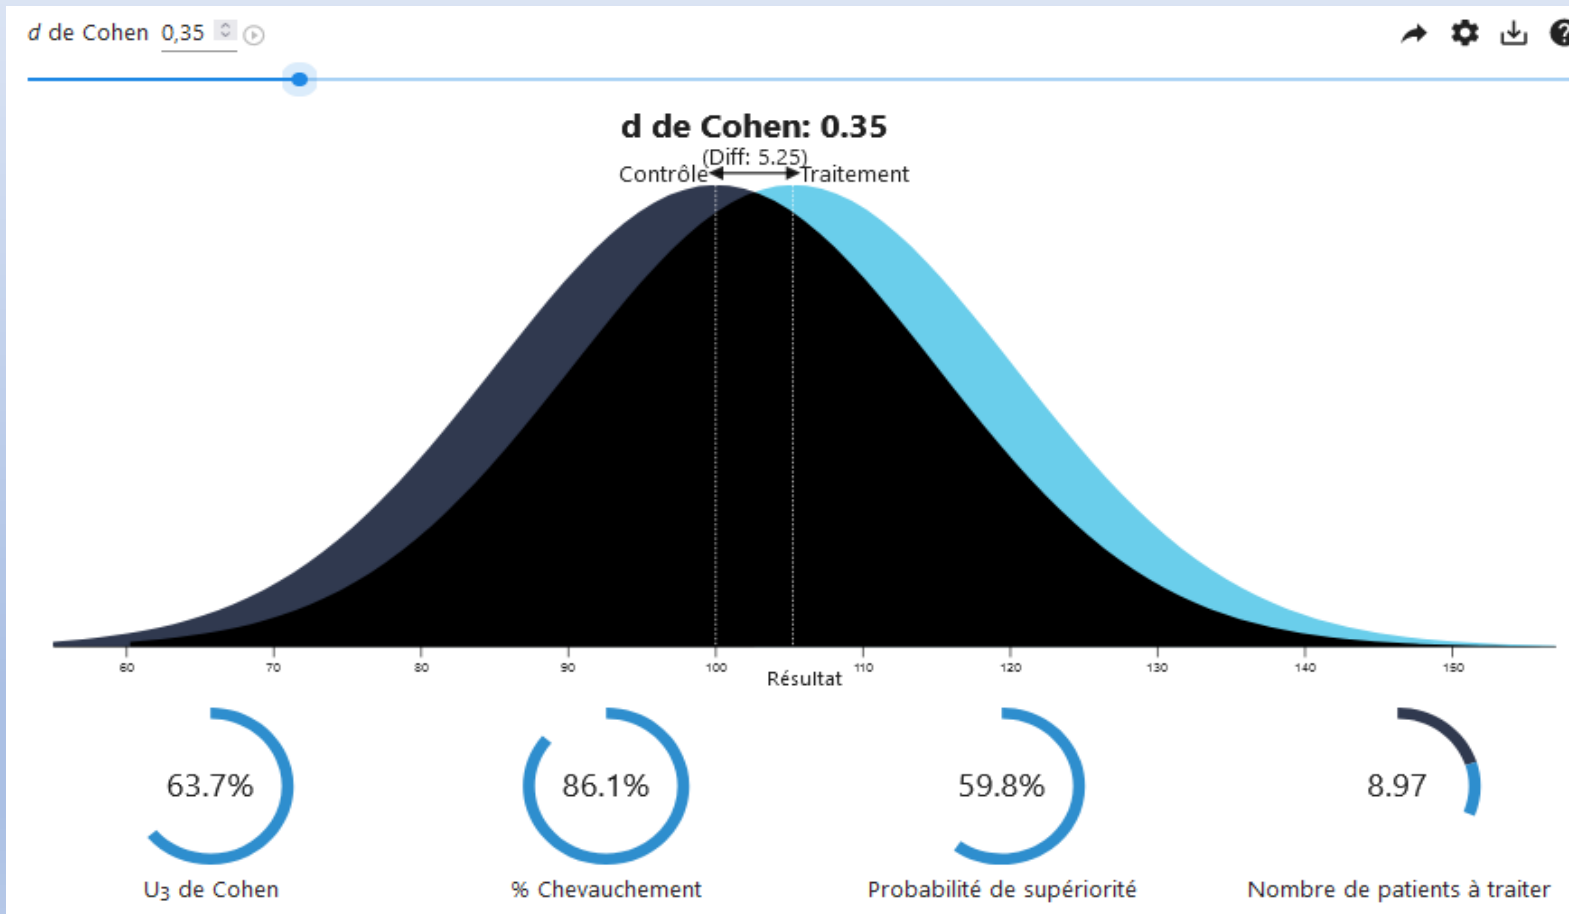 d de Cohen 0,35
d de Cohen: 0.35
(Diff: 5.25)
Contrôle Traitement
60 70 80 90 100 110 120 130 140 150
Résultat
63.7% 86.1% 59.8% 8.97
U3 de Cohen % Chevauchement Probabilité de supériorité Nombre de patients à traiter